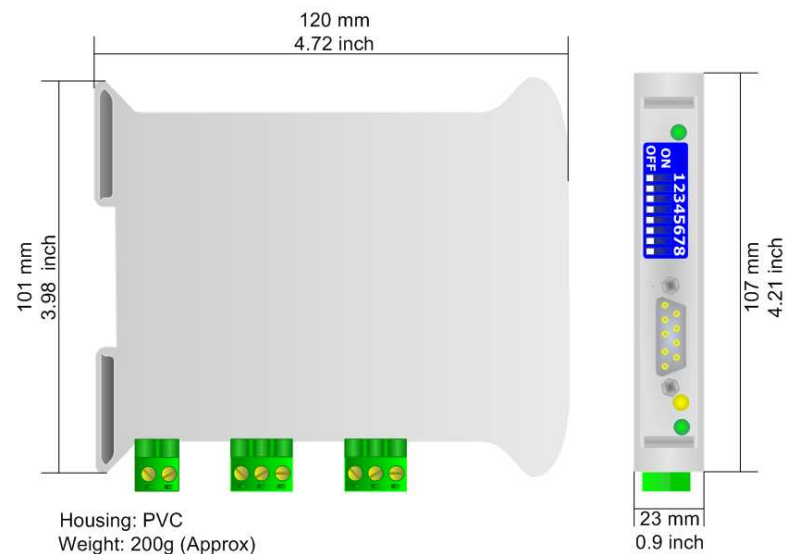 120 mm
4.72 inch
101 mm
3.98 inch
ON
OFF
12345678
107 mm
4.21 inch
23 mm
0.9 inch
Housing: PVC
Weight: 200g (Approx)